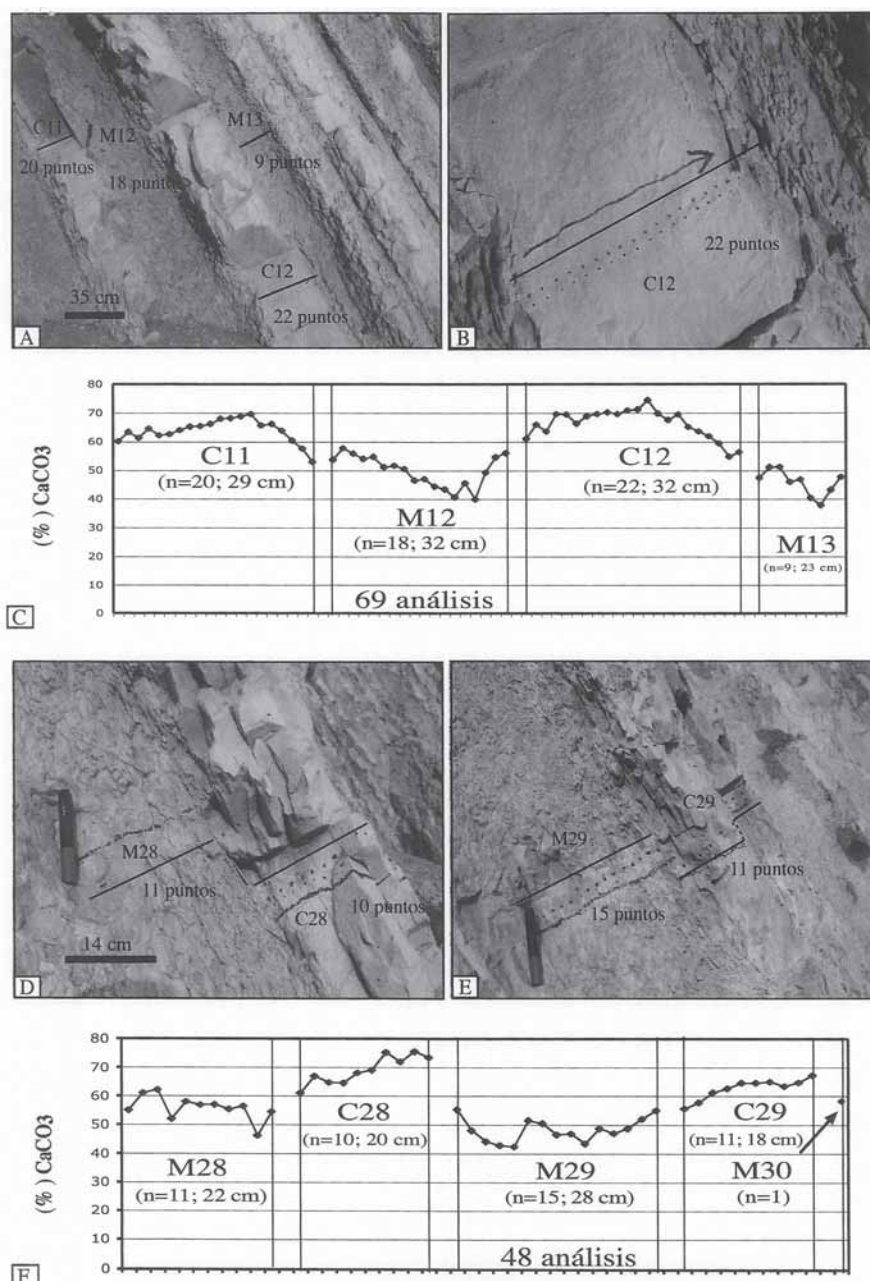 C11
M12
M13
20 puntos
18 puntos
9 puntos
C12
22 puntos
35 cm
A
22 puntos
C12
B
80
70
60
50
40
30
20
10
0
(%) CaCO3
C11
(n=20; 29 cm)
M12
(n=18; 32 cm)
C12
(n=22; 32 cm)
M13
(n=9; 23 cm)
69 análisis
C
M28
11 puntos
C28
10 puntos
14 cm
D
C29
M29
11 puntos
15 puntos
E
80
70
60
50
40
30
20
10
0
(%) CaCO3
M28
(n=11; 22 cm)
C28
(n=10; 20 cm)
M29
(n=15; 28 cm)
C29
(n=11; 18 cm)
M30
(n=1)
48 análisis
F